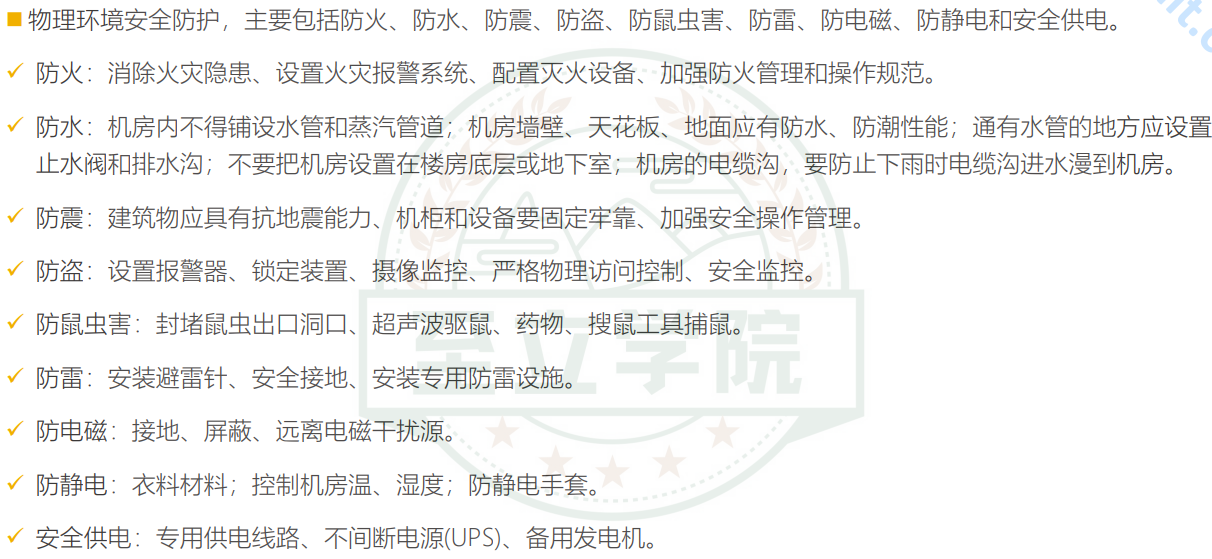 物理环境安全防护，主要包括防火、防水、防震、防盗、防鼠虫害、防雷、防电磁、防静电和安全供电。
防火：消除火灾隐患、设置火灾报警系统、配置灭火设备、加强防火管理和操作规范。
防水：机房内不得铺设水管和蒸汽管道；机房墙壁、天花板、地面应有防水、防潮性能；通有水管的地方应设置
止水阀和排水沟；不要把机房设置在楼房底层或地下室；机房的电缆沟，要防止下雨时电缆沟进水漫到机房。
防震：建筑物应具有抗地震能力、机柜和设备要固定牢靠、加强安全操作管理。
防盗：设置报警器、锁定装置、摄像监控、严格物理访问控制、安全监控。
防鼠虫害：封堵鼠虫出口洞口、超声波驱鼠、药物、搜鼠工具捕鼠。
至立学院
防雷：安装避雷针、安全接地、安装专用防雷设施。
防电磁：接地、屏蔽、远离电磁干扰源。
防静电：衣料材料；控制机房温、湿度；防静电手套。
安全供电：专用供电线路、不间断电源(UPS)、备用发电机。